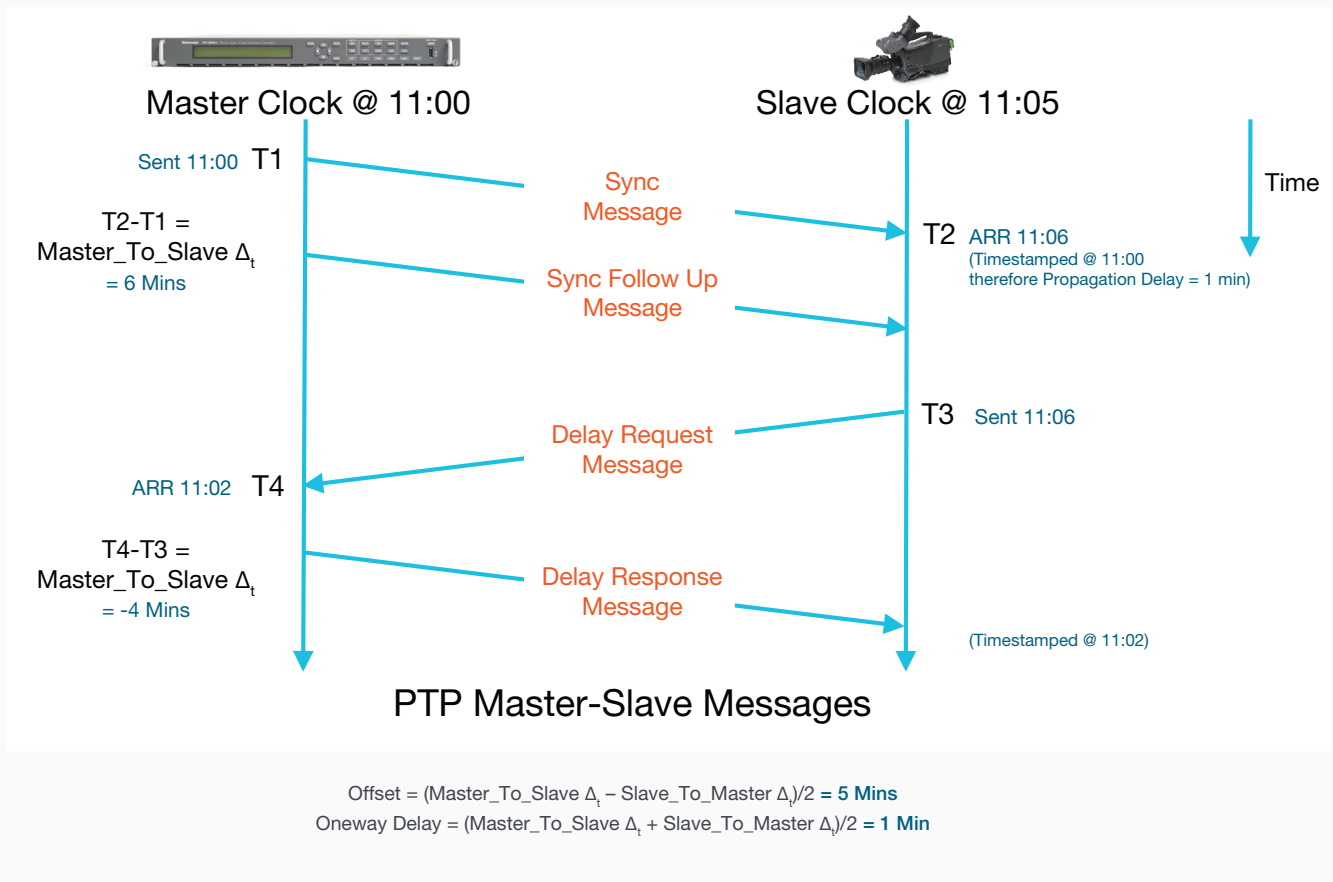 Tektronix
Master Clock @ 11:00
Slave Clock @ 11:05
Sent 11:00 T1
Sync
Message
Time
T2-T1 =
Master_To_Slave Δt
= 6 Mins
T2 ARR 11:06
(Timestamped @ 11:00
therefore Propagation Delay = 1 min)
Sync Follow Up
Message
T3 Sent 11:06
Delay Request
Message
ARR 11:02 T4
T4-T3 =
Master_To_Slave Δt
= -4 Mins
Delay Response
Message
(Timestamped @ 11:02)
PTP Master-Slave Messages
Offset = (Master_To_Slave Δt – Slave_To_Master Δt)/2 = 5 Mins
Oneway Delay = (Master_To_Slave Δt + Slave_To_Master Δt)/2 = 1 Min